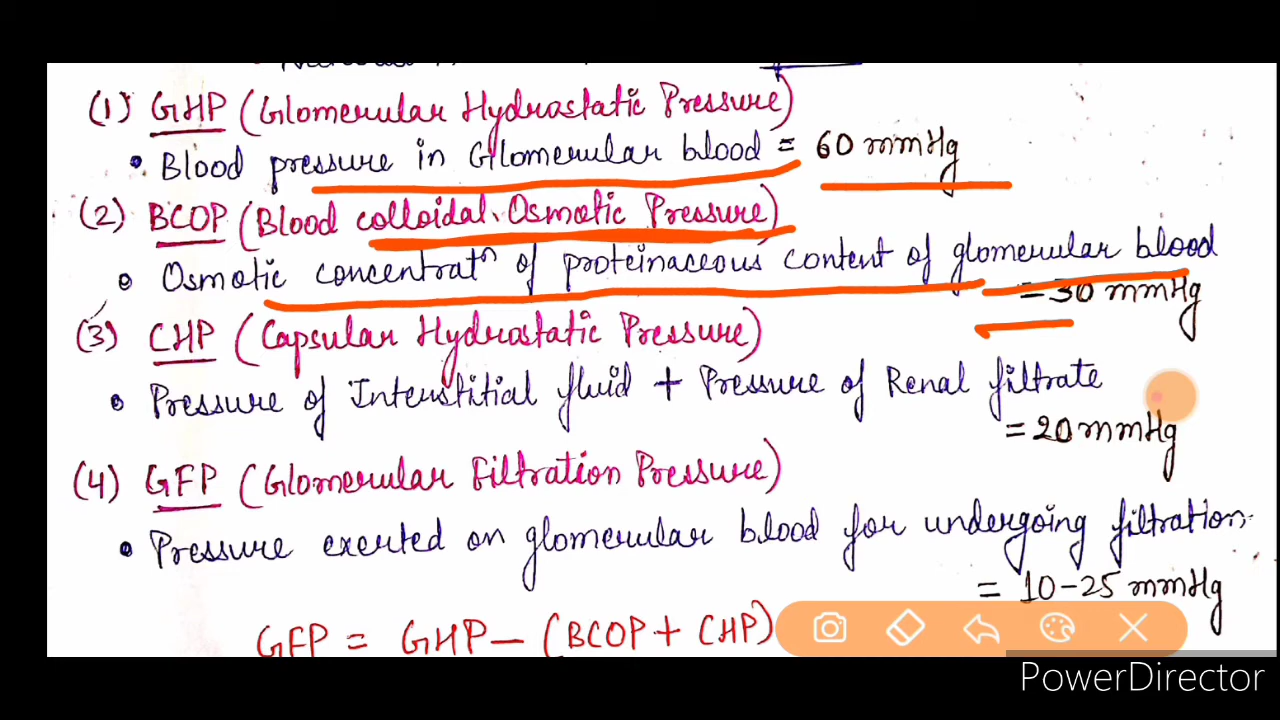 (1) GHP (Glomerular Hydrostatic Pressure)
• Blood pressure in Glomerular blood = 60 mmHg
(2) BCOP (Blood colloidal Osmotic Pressure)
• Osmotic concentratn of proteinaceous content of glomerular blood
= 30 mmHg
(3) CHP (Capsular Hydrostatic Pressure)
• Pressure of Interstitial fluid + Pressure of Renal filtrate
= 20 mmHg
(4) GFP (Glomerular Filtration Pressure)
• Pressure exerted on glomerular blood for undergoing filtration.
= 10-25 mmHg
GFP = GHP - (BCOP + CHP)
PowerDirector